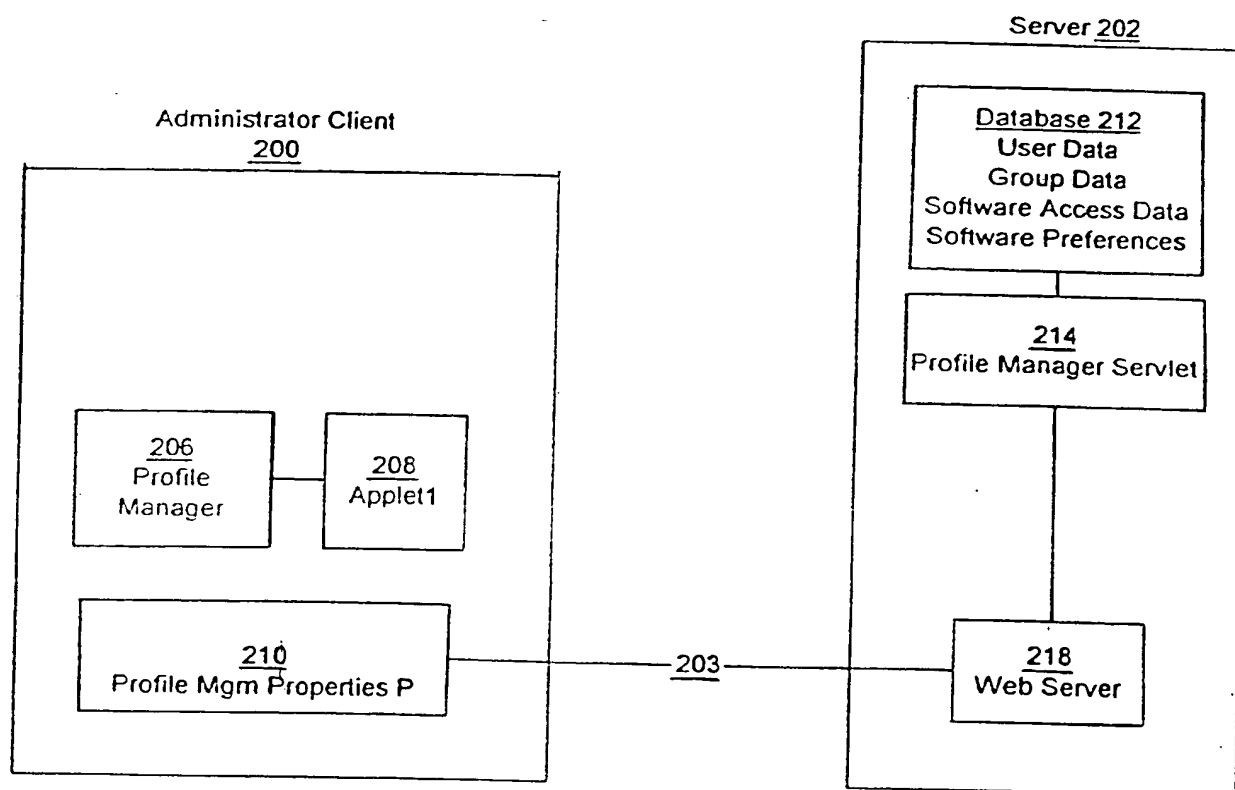 Server 202
Database 212
User Data
Group Data
Software Access Data
Software Preferences
214
Profile Manager Servlet
218
Web Server
Administrator Client
200
206
Profile
Manager
208
Applet1
210
Profile Mgm Properties P
203